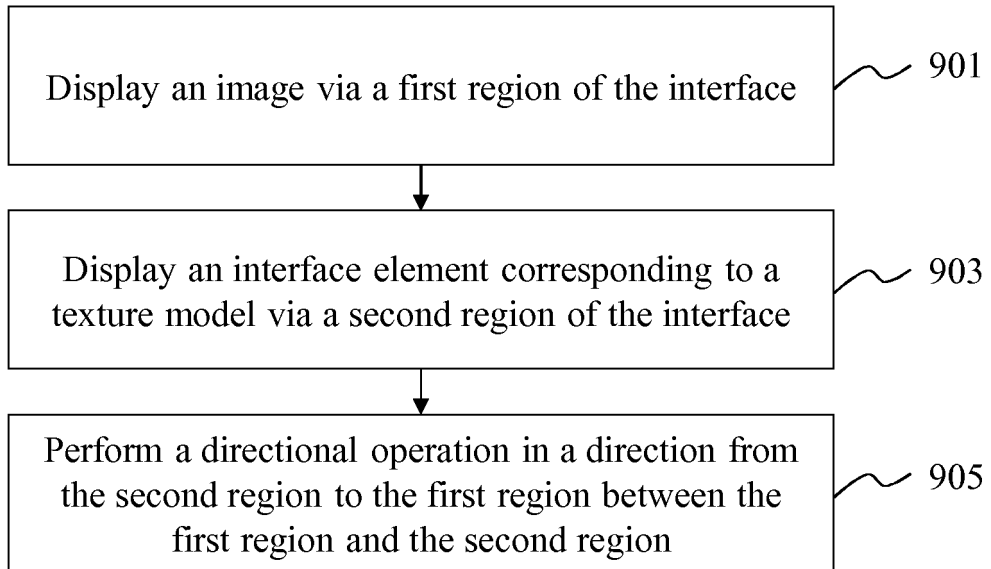 Display an image via a first region of the interface
901
Display an interface element corresponding to a
texture model via a second region of the interface
903
Perform a directional operation in a direction from
the second region to the first region between the
first region and the second region
905